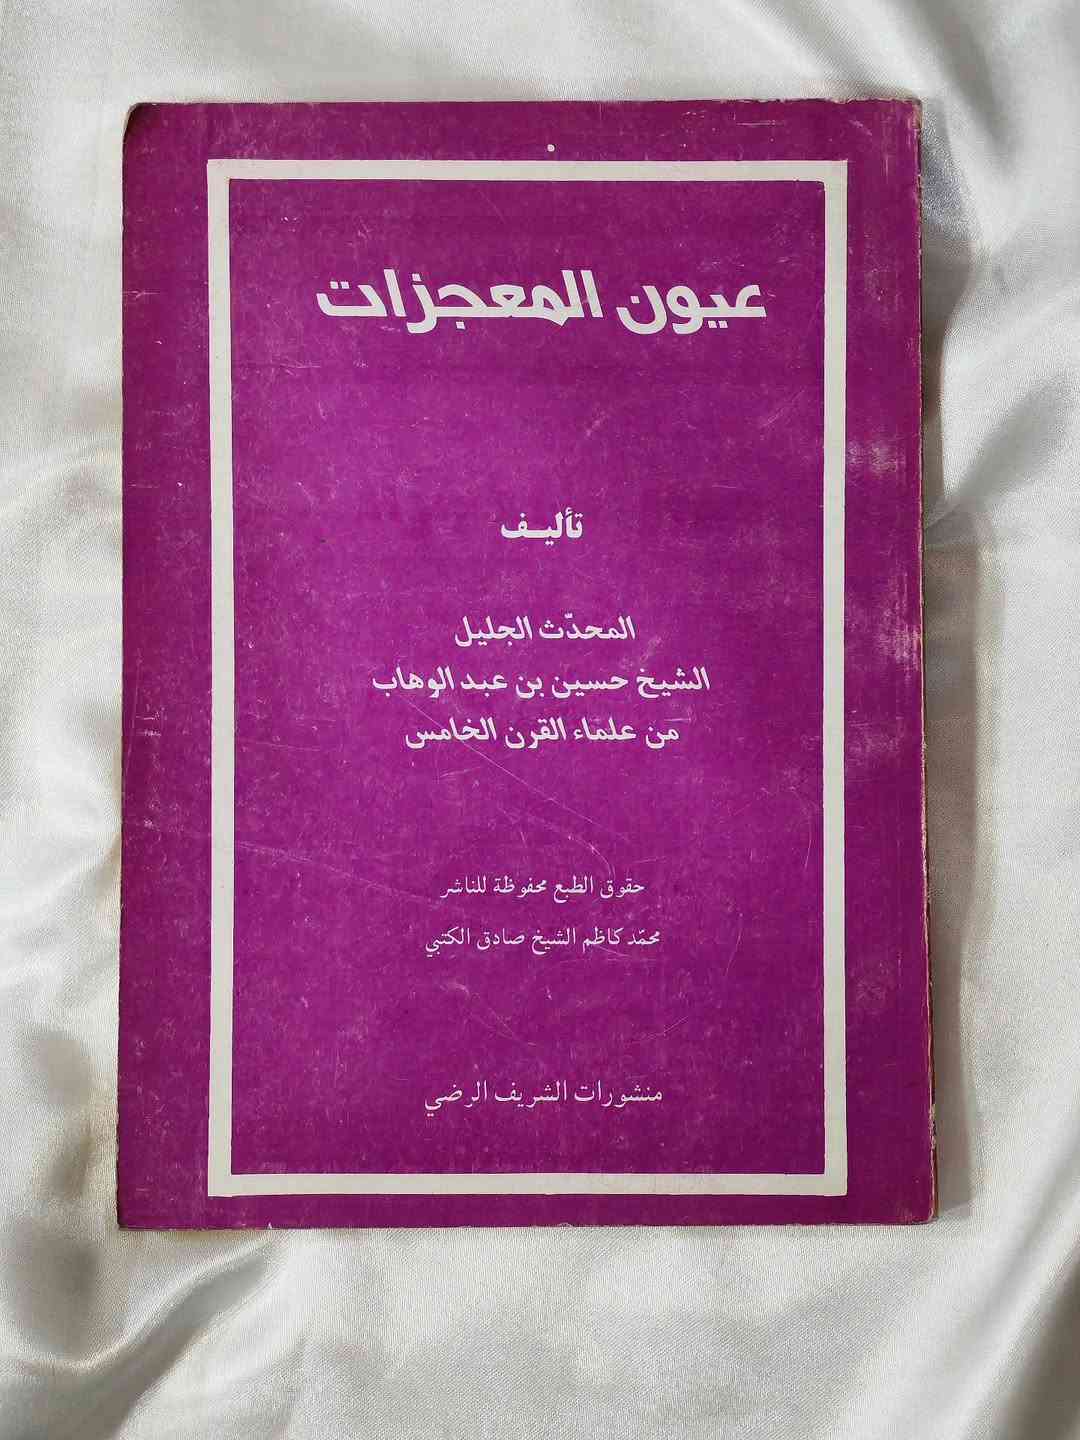 عيون المعجزات
تأليف
المحدّث الجليل
الشيخ حسين بن عبد الوهاب
من علماء القرن الخامس
حقوق الطبع محفوظة للناشر
محمّد كاظم الشيخ صادق الكتبي
منشورات الشريف الرضي